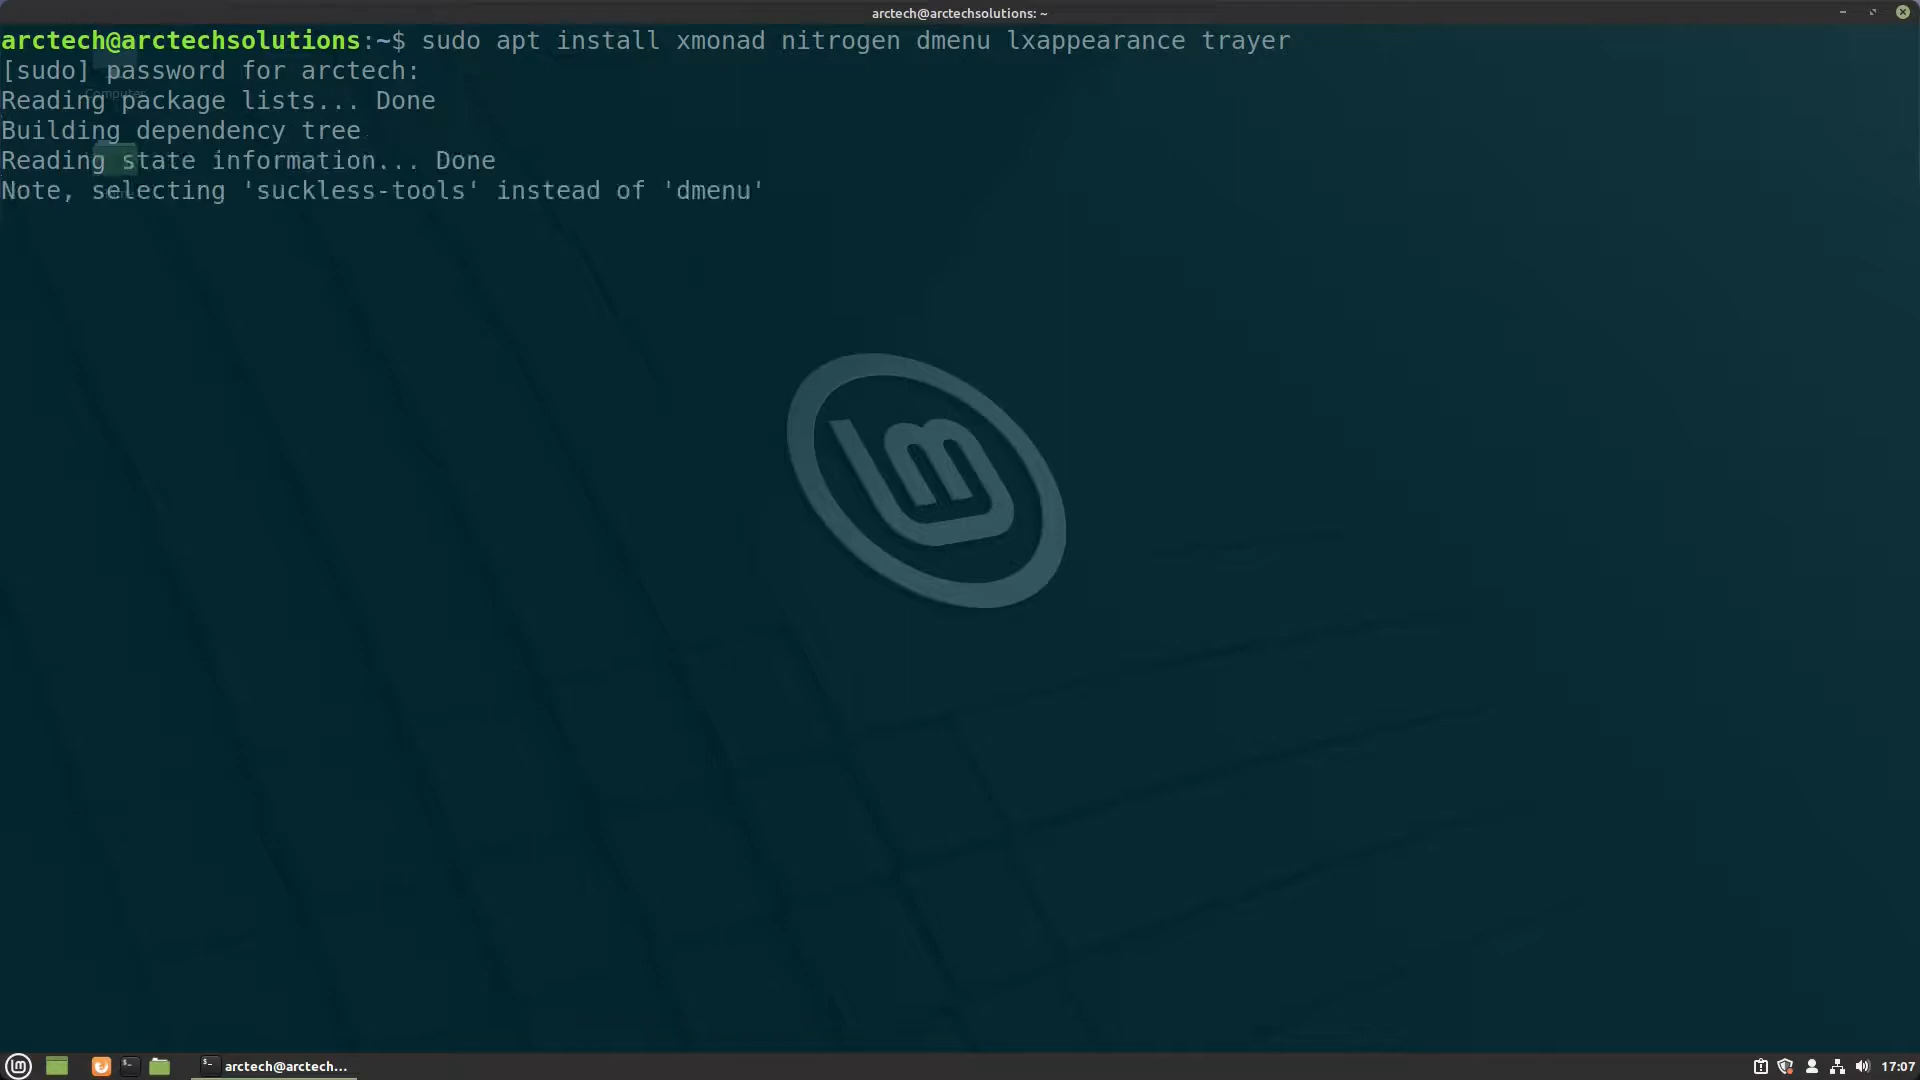 arctech@arctechsolutions: ~
arctech@arctechsolutions:~$ sudo apt install xmonad nitrogen dmenu lxappearance trayer
[sudo] password for arctech:
Computer
Reading package lists... Done
Building dependency tree
Reading state information... Done
Note, selecting 'suckless-tools' instead of 'dmenu'
arctech@arctech...
17:07